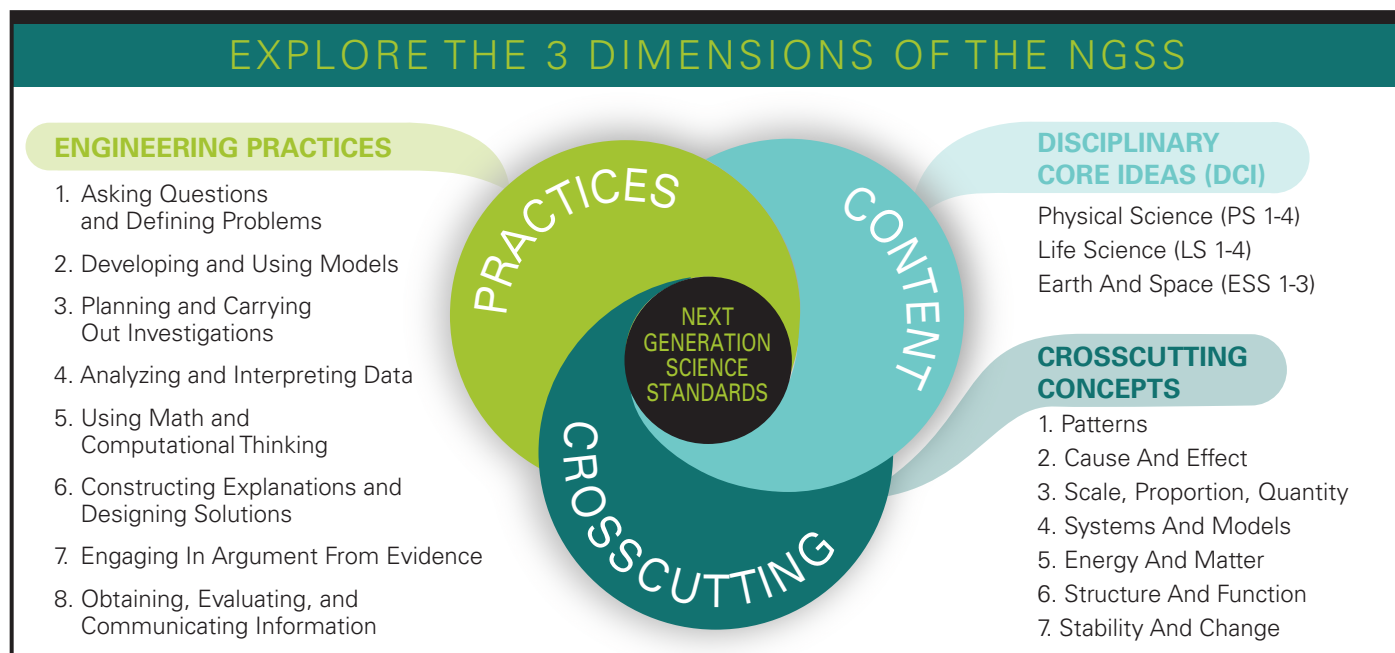 EXPLORE THE 3 DIMENSIONS OF THE NGSS
ENGINEERING PRACTICES
1. Asking Questions
and Defining Problems
2. Developing and Using Models
3. Planning and Carrying
Out Investigations
4. Analyzing and Interpreting Data
5. Using Math and
Computational Thinking
6. Constructing Explanations and
Designing Solutions
7. Engaging In Argument From Evidence
8. Obtaining, Evaluating, and
Communicating Information
PRACTICES
CONTENT
CROSSCUTTING
NEXT
GENERATION
SCIENCE
STANDARDS
DISCIPLINARY
CORE IDEAS (DCI)
Physical Science (PS 1-4)
Life Science (LS 1-4)
Earth And Space (ESS 1-3)
CROSSCUTTING
CONCEPTS
1. Patterns
2. Cause And Effect
3. Scale, Proportion, Quantity
4. Systems And Models
5. Energy And Matter
6. Structure And Function
7. Stability And Change